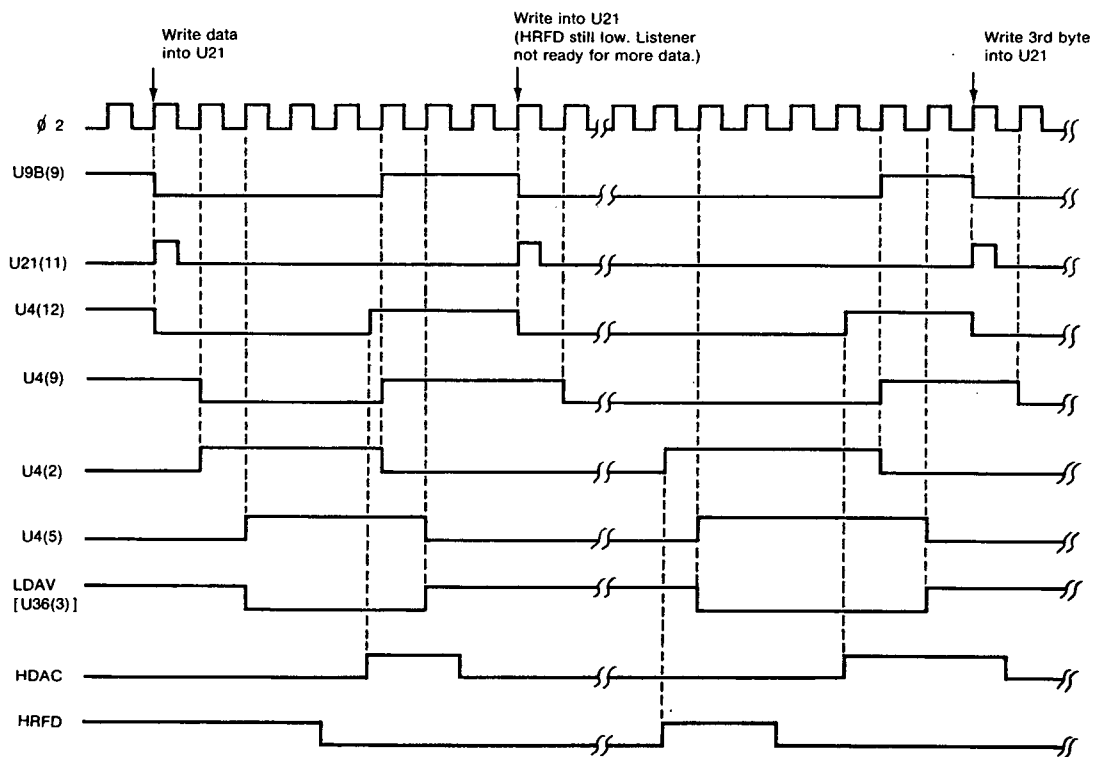 Write data
into U21
Write into U21
(HRFD still low. Listener
not ready for more data.)
Write 3rd byte
into U21
ϕ 2
U9B(9)
U21(11)
U4(12)
U4(9)
U4(2)
U4(5)
LDAV
[U36(3)]
HDAC
HRFD